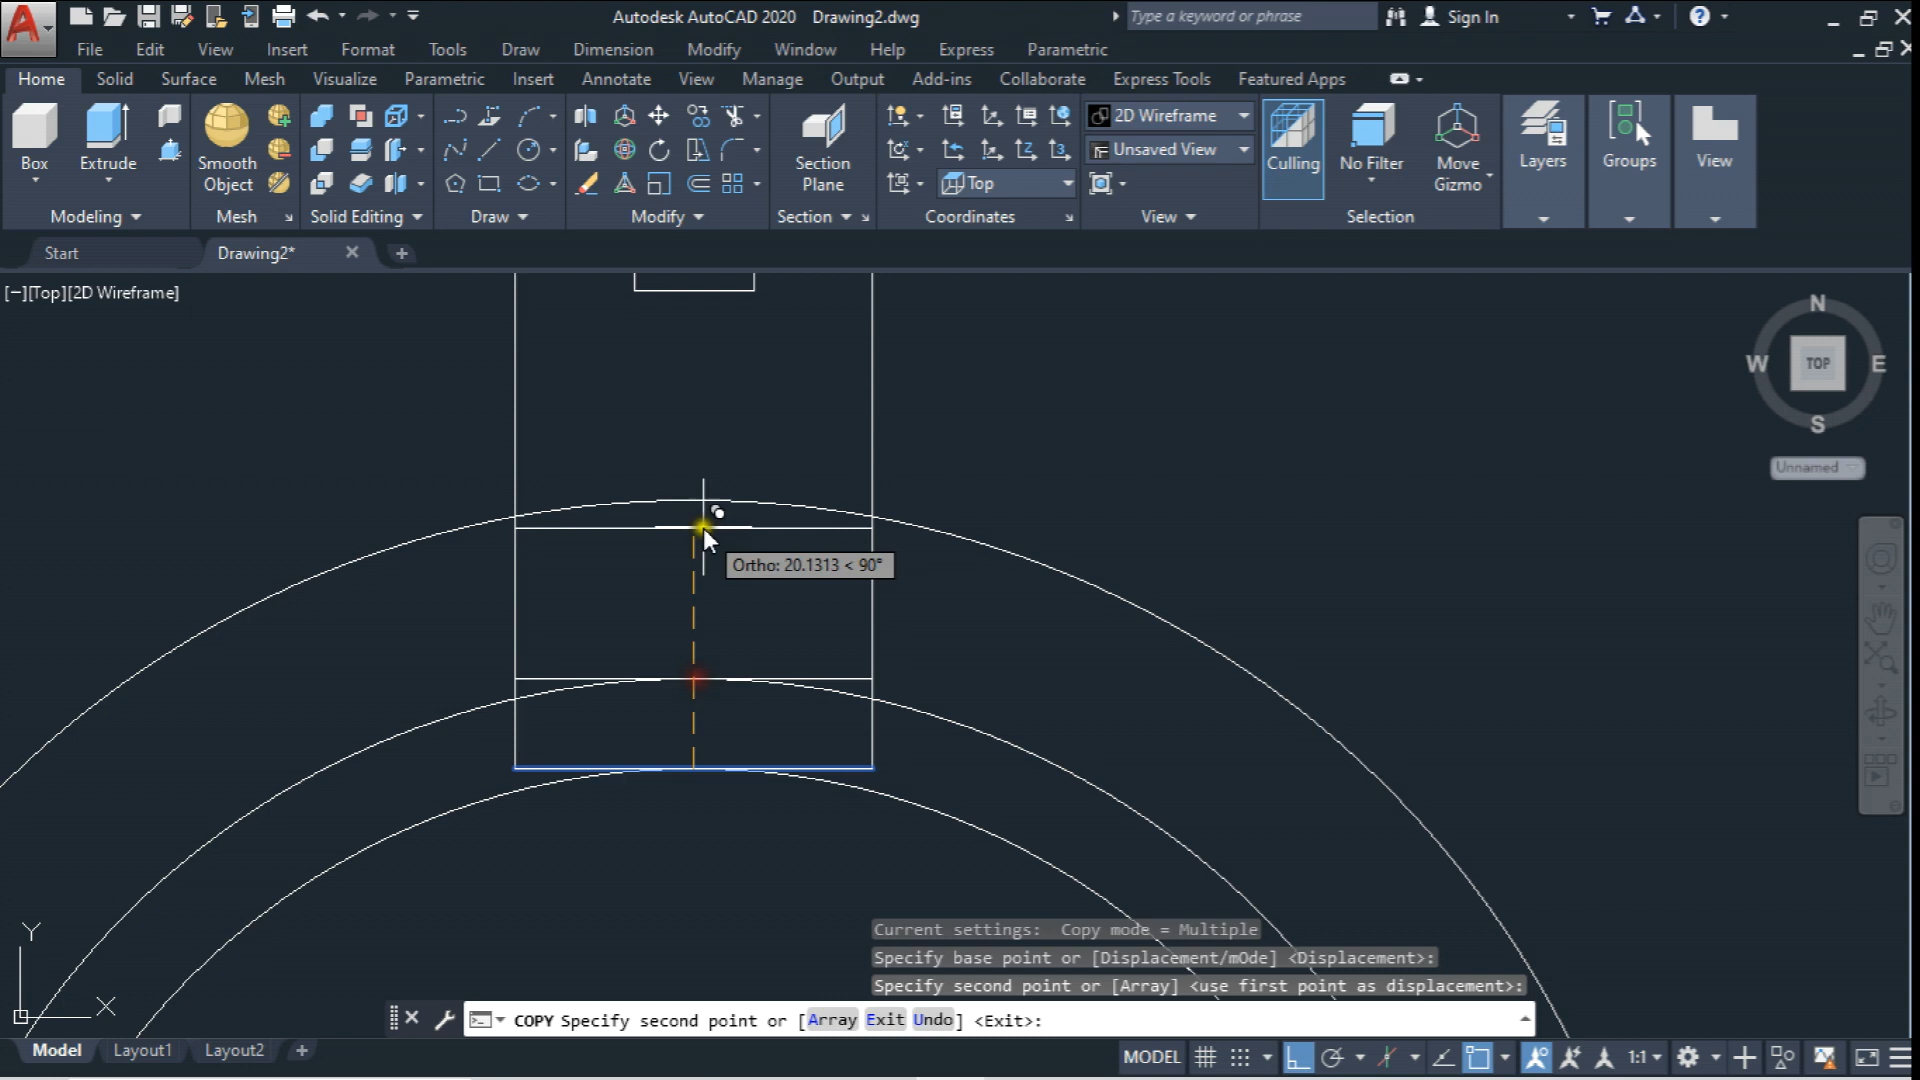 Autodesk AutoCAD 2020 Drawing2.dwg
Type a keyword or phrase
Sign In
File Edit View Insert Format Tools Draw Dimension Modify Window Help Express Parametric
Home Solid Surface Mesh Visualize Parametric Insert Annotate View Manage Output Add-ins Collaborate Express Tools Featured Apps
2D Wireframe
Unsaved View
Top
Box Extrude Smooth Object Section Plane Culling No Filter Move Gizmo Layers Groups View
Modeling Mesh Solid Editing Draw Modify Section Coordinates View Selection
Start Drawing2*
[−][Top][2D Wireframe]
N
W TOP E
S
Unnamed
Ortho: 20.1313 < 90°
Y
X
Current settings: Copy mode = Multiple
Specify base point or [Displacement/mOde] <Displacement>:
Specify second point or [Array] <use first point as displacement>:
COPY Specify second point or [Array Exit Undo] <Exit>:
Model Layout1 Layout2
MODEL 1:1